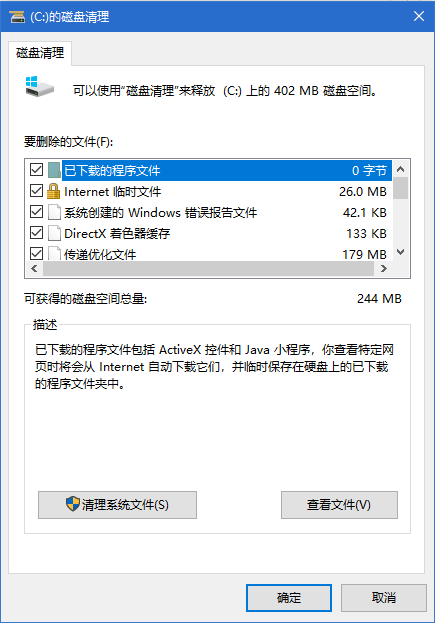 (C:)的磁盘清理
磁盘清理
可以使用"磁盘清理"来释放 (C:) 上的 402 MB 磁盘空间。
要删除的文件(F):
已下载的程序文件 0 字节
Internet 临时文件 26.0 MB
系统创建的 Windows 错误报告文件 42.1 KB
DirectX 着色器缓存 133 KB
传递优化文件 179 MB
可获得的磁盘空间总量: 244 MB
描述
已下载的程序文件包括 ActiveX 控件和 Java 小程序，你查看特定网
页时将会从 Internet 自动下载它们，并临时保存在硬盘上的已下载
的程序文件夹中。
清理系统文件(S)
查看文件(V)
确定
取消